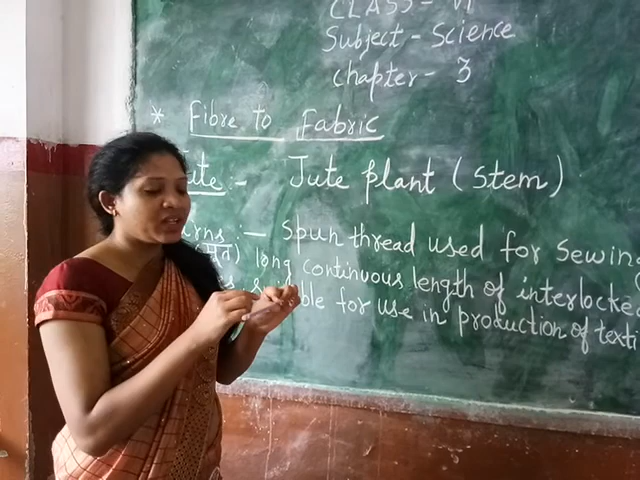 CLASS - VI
Subject - Science
Chapter - 3
* Fibre to Fabric
Jute plant (stem)
:- Spun thread used for sewing
(सूत) long continuous length of interlocked
for use in production of texti